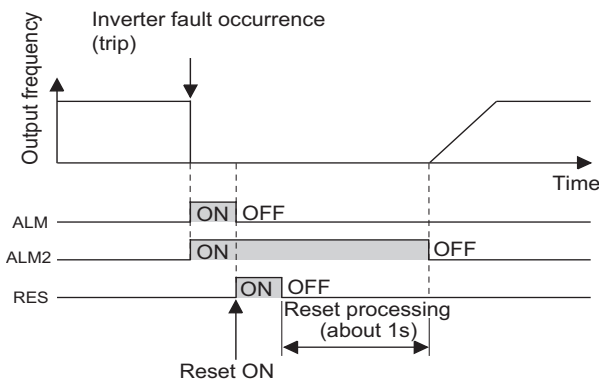 Inverter fault occurrence
(trip)
Output frequency
Time
ALM
ON
OFF
ALM2
ON
OFF
RES
ON
OFF
Reset processing
(about 1s)
Reset ON